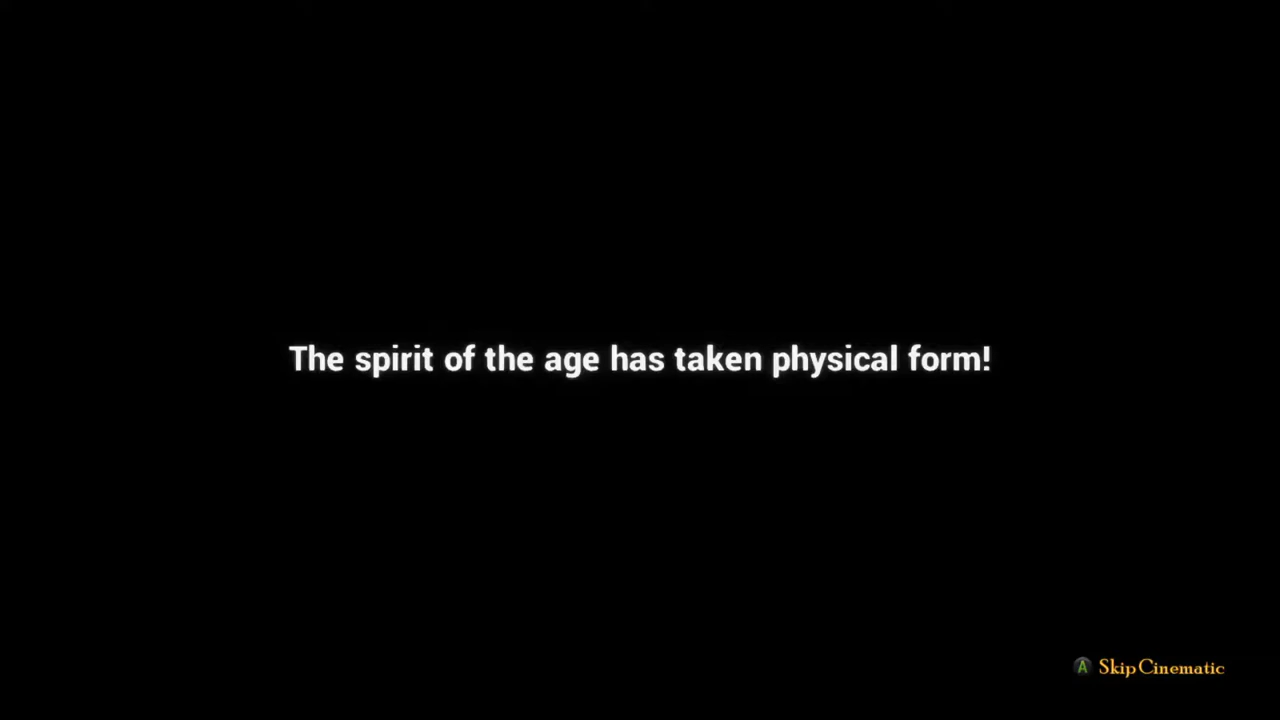 The spirit of the age has taken physical form!
A Skip Cinematic